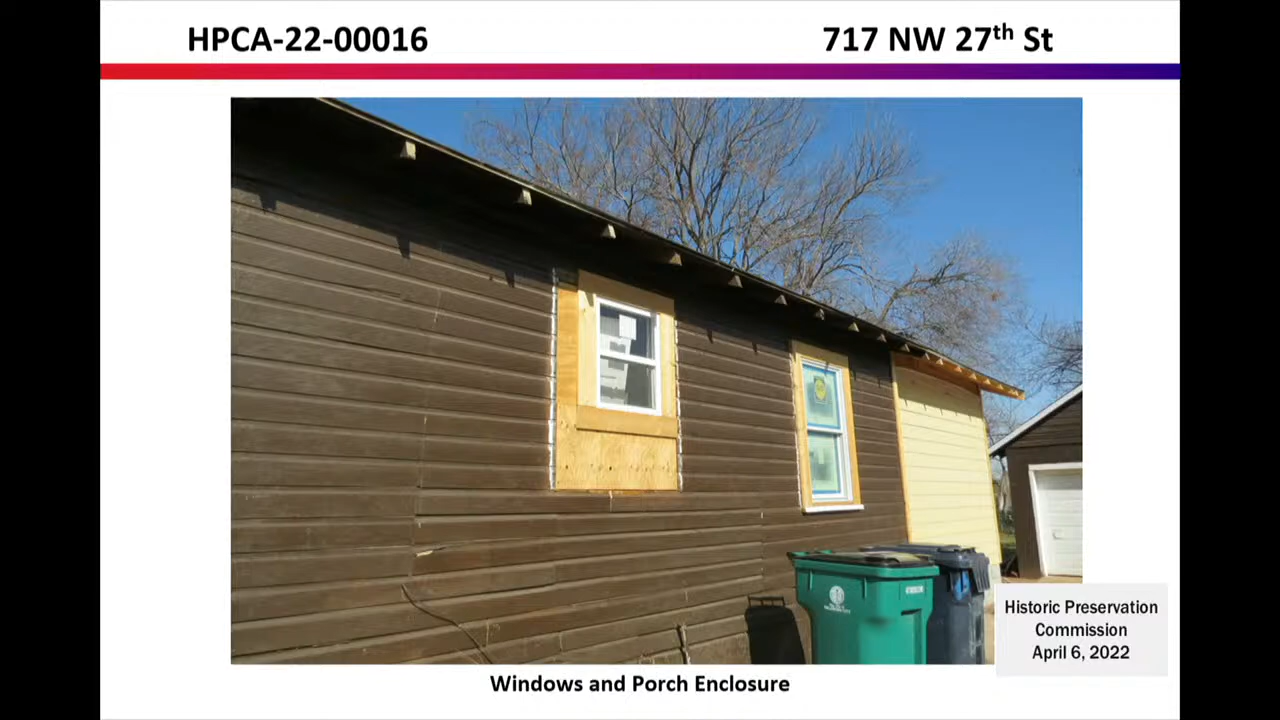 HPCA-22-00016
717 NW 27th St
Historic Preservation
Commission
April 6, 2022
Windows and Porch Enclosure